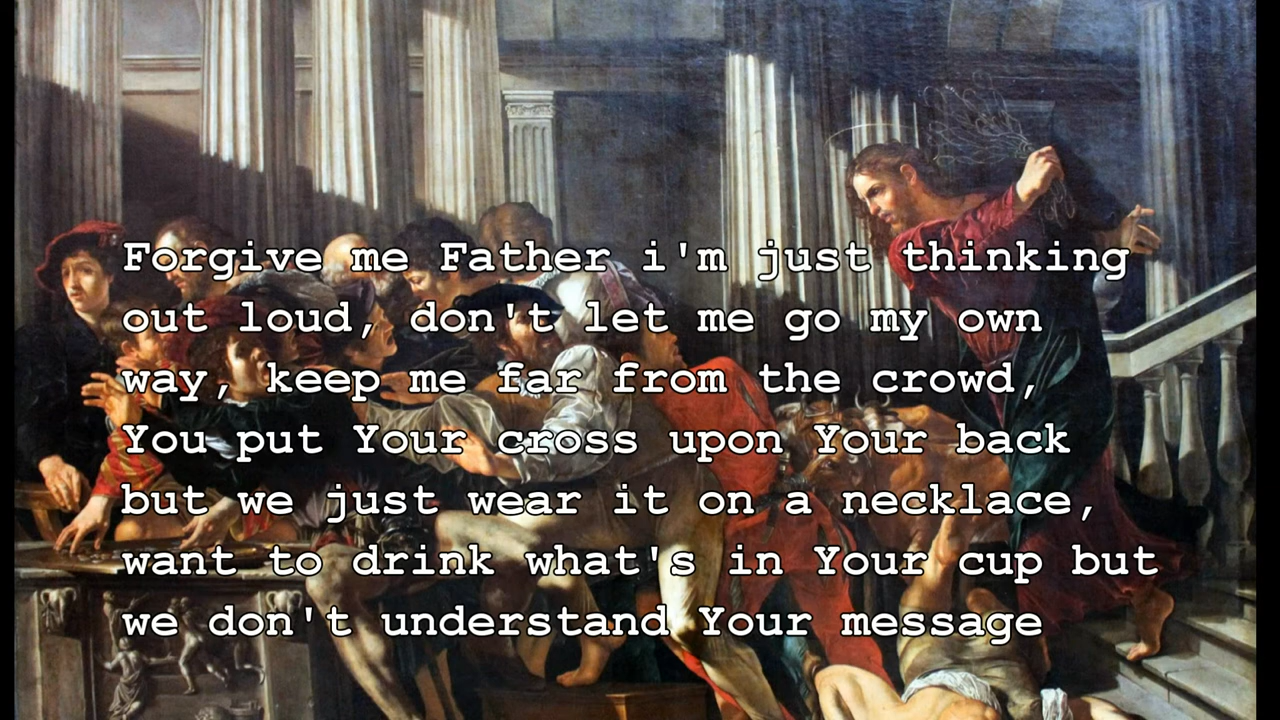 Forgive me Father i'm just thinking
out loud, don't let me go my own
way, keep me far from the crowd,
You put Your cross upon Your back
but we just wear it on a necklace,
want to drink what's in Your cup but
we don't understand Your message